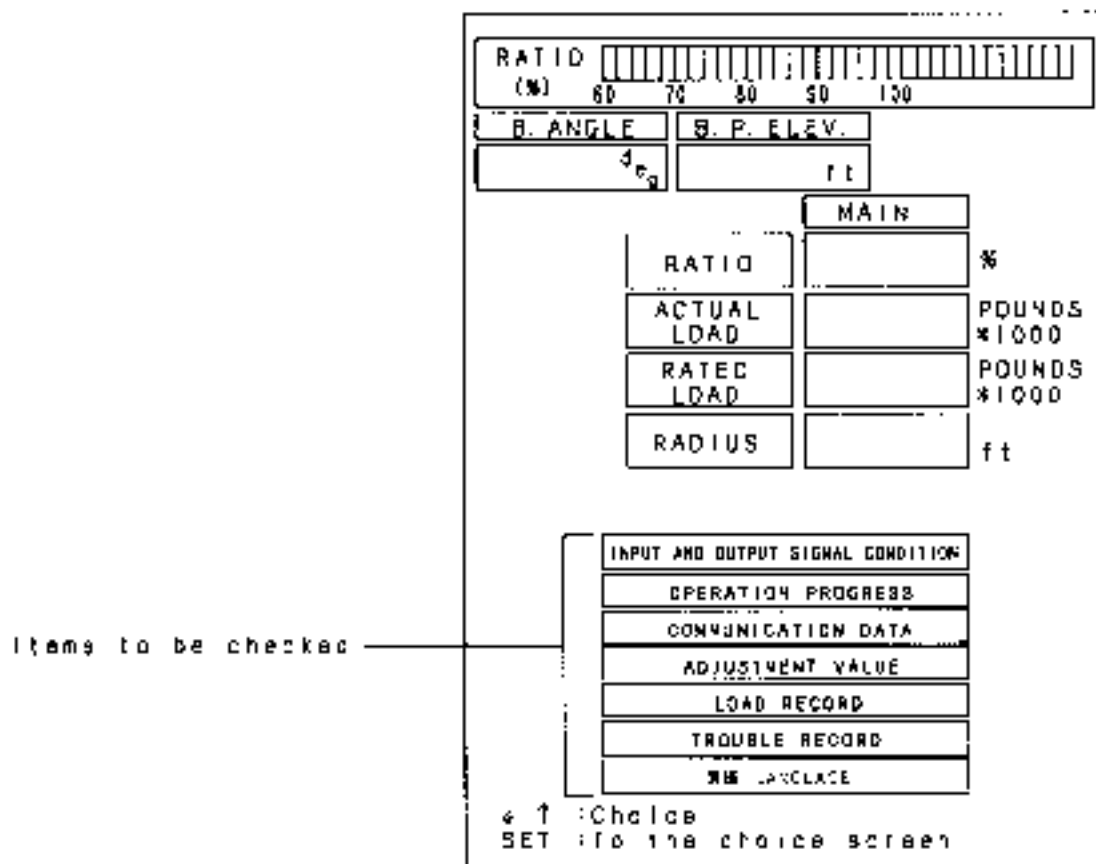 RATIO
(%)
60 70 80 90 100
B. ANGLE
B. P. ELEV.
deg
ft
MAIN
RATIO
%
ACTUAL
LOAD
POUNDS
*1000
RATED
LOAD
POUNDS
*1000
RADIUS
ft
INPUT AND OUTPUT SIGNAL CONDITION
OPERATION PROGRESS
COMMUNICATION DATA
Items to be checked
ADJUSTMENT VALUE
LOAD RECORD
TROUBLE RECORD
LANGUAGE
↑ :Choice
SET :To the choice screen